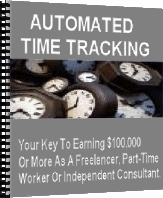 AUTOMATED
TIME TRACKING
Your Key To Earning $100,000
Or More As A Freelancer, Part-Time
Worker Or Independent Consultant